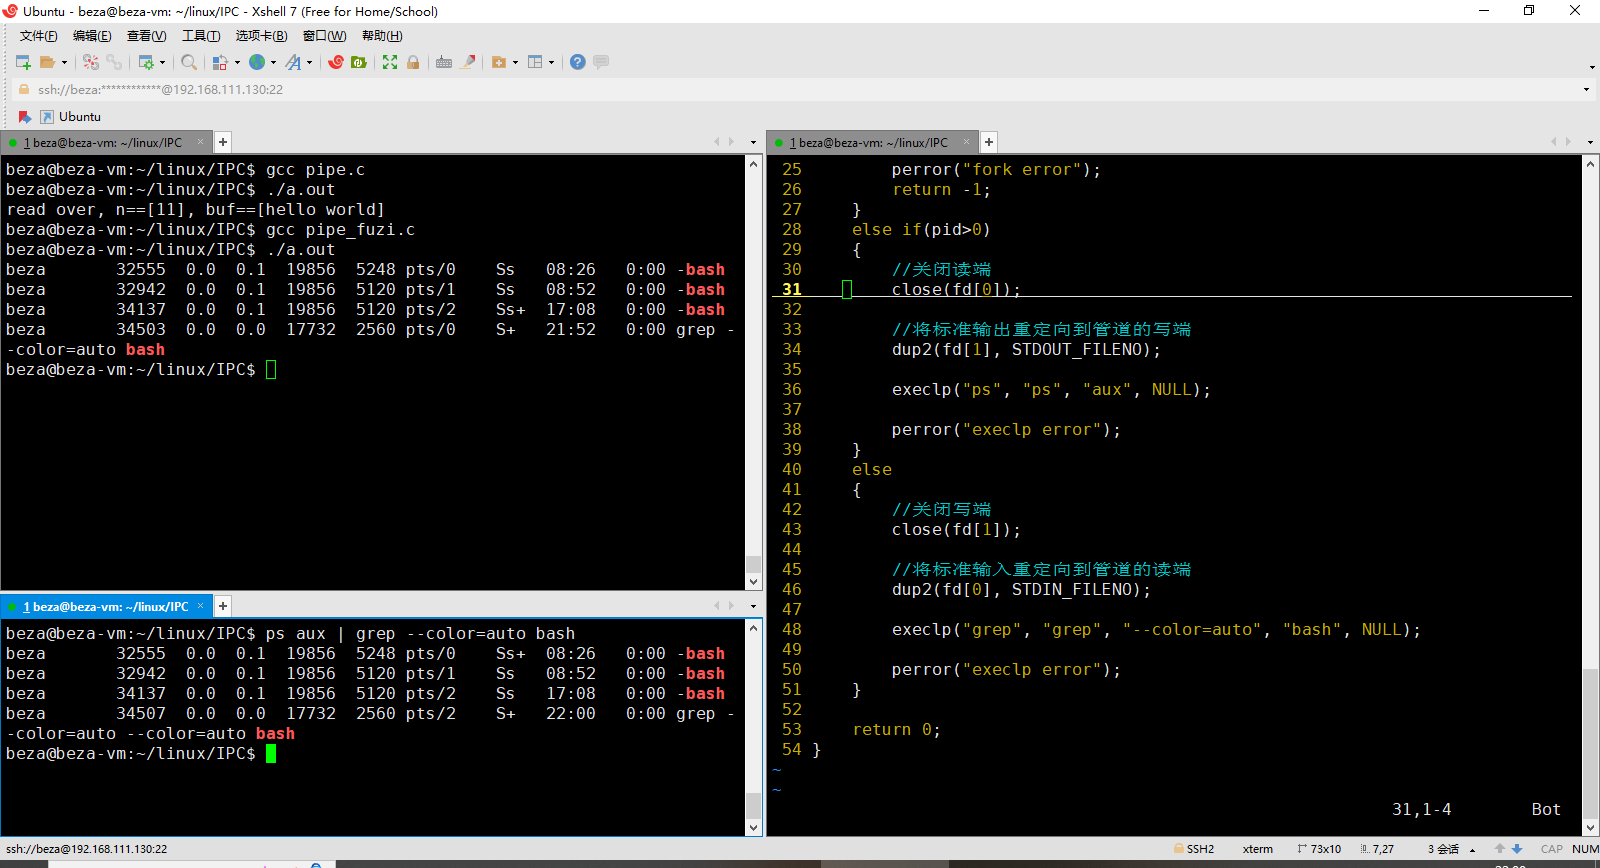 Ubuntu - beza@beza-vm: ~/linux/IPC - Xshell 7 (Free for Home/School)
文件(F) 编辑(E) 查看(V) 工具(T) 选项卡(B) 窗口(W) 帮助(H)
ssh://beza:************@192.168.111.130:22
Ubuntu
1 beza@beza-vm: ~/linux/IPC × +
beza@beza-vm:~/linux/IPC$ gcc pipe.c
beza@beza-vm:~/linux/IPC$ ./a.out
read over, n==[11], buf==[hello world]
beza@beza-vm:~/linux/IPC$ gcc pipe_fuzi.c
beza@beza-vm:~/linux/IPC$ ./a.out
beza       32555  0.0  0.1  19856  5248 pts/0    Ss   08:26   0:00 -bash
beza       32942  0.0  0.1  19856  5120 pts/1    Ss   08:52   0:00 -bash
beza       34137  0.0  0.1  19856  5120 pts/2    Ss+  17:08   0:00 -bash
beza       34503  0.0  0.0  17732  2560 pts/0    S+   21:52   0:00 grep -
-color=auto bash
beza@beza-vm:~/linux/IPC$
1 beza@beza-vm: ~/linux/IPC × +
beza@beza-vm:~/linux/IPC$ ps aux | grep --color=auto bash
beza       32555  0.0  0.1  19856  5248 pts/0    Ss+  08:26   0:00 -bash
beza       32942  0.0  0.1  19856  5120 pts/1    Ss   08:52   0:00 -bash
beza       34137  0.0  0.1  19856  5120 pts/2    Ss   17:08   0:00 -bash
beza       34507  0.0  0.0  17732  2560 pts/2    S+   22:00   0:00 grep -
-color=auto --color=auto bash
beza@beza-vm:~/linux/IPC$
1 beza@beza-vm: ~/linux/IPC × +
25         perror("fork error");
26         return -1;
27     }
28     else if(pid>0)
29     {
30         //关闭读端
31         close(fd[0]);
32
33         //将标准输出重定向到管道的写端
34         dup2(fd[1], STDOUT_FILENO);
35
36         execlp("ps", "ps", "aux", NULL);
37
38         perror("execlp error");
39     }
40     else
41     {
42         //关闭写端
43         close(fd[1]);
44
45         //将标准输入重定向到管道的读端
46         dup2(fd[0], STDIN_FILENO);
47
48         execlp("grep", "grep", "--color=auto", "bash", NULL);
49
50         perror("execlp error");
51     }
52
53     return 0;
54 }
~
~
31,1-4 Bot
ssh://beza@192.168.111.130:22 SSH2 xterm 73x10 7,27 3 会话 CAP NUM